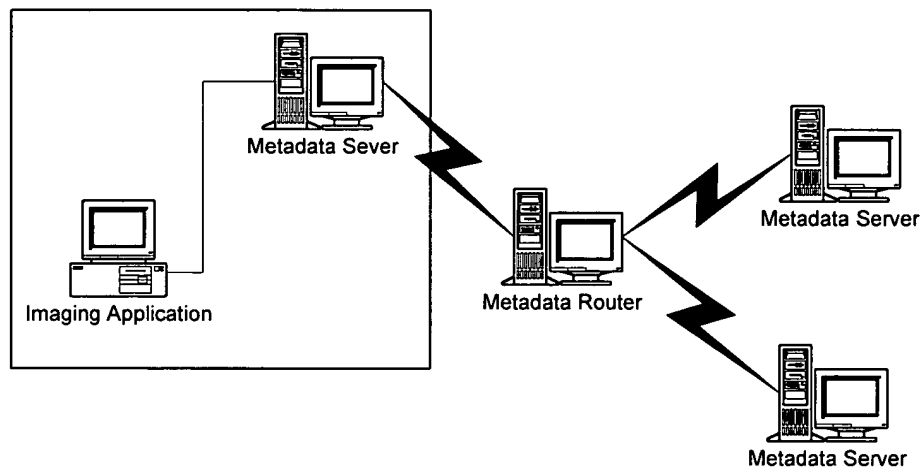 Metadata Sever
Imaging Application
Metadata Router
Metadata Server
Metadata Server